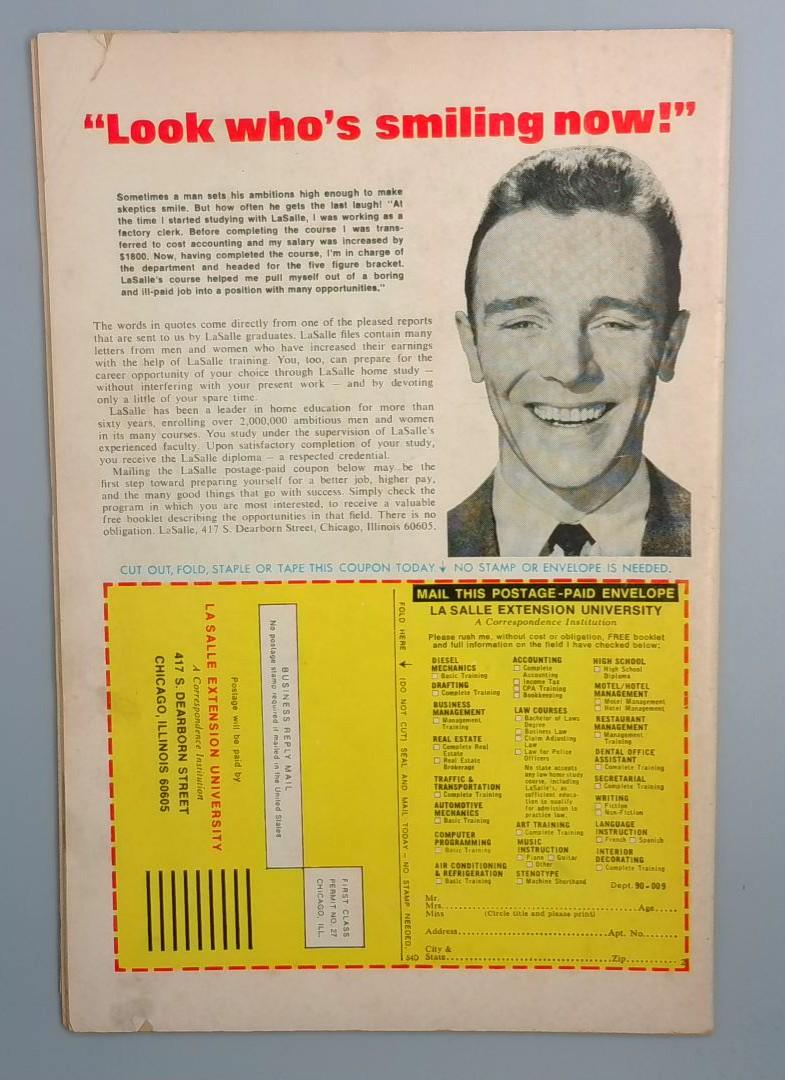 “Look who's smiling now!”
Sometimes a man sets his ambitions high enough to make
skeptics smile. But how often he gets the last laugh! “At
the time I started studying with LaSalle, I was working as a
factory clerk. Before completing the course I was trans-
ferred to cost accounting and my salary was increased by
$1800. Now, having completed the course, I'm in charge of
the department and headed for the five figure bracket.
LaSalle's course helped me pull myself out of a boring
and ill-paid job into a position with many opportunities.”
The words in quotes come directly from one of the pleased reports
that are sent to us by LaSalle graduates. LaSalle files contain many
letters from men and women who have increased their earnings
with the help of LaSalle training. You, too, can prepare for the
career opportunity of your choice through LaSalle home study —
without interfering with your present work — and by devoting
only a little of your spare time.
LaSalle has been a leader in home education for more than
sixty years, enrolling over 2,000,000 ambitious men and women
in its many courses. You study under the supervision of LaSalle's
experienced faculty. Upon satisfactory completion of your study,
you receive the LaSalle diploma — a respected credential.
Mailing the LaSalle postage-paid coupon below may be the
first step toward preparing yourself for a better job, higher pay,
and the many good things that go with success. Simply check the
program in which you are most interested, to receive a valuable
free booklet describing the opportunities in that field. There is no
obligation. LaSalle, 417 S. Dearborn Street, Chicago, Illinois 60605.
CUT OUT, FOLD, STAPLE OR TAPE THIS COUPON TODAY NO STAMP OR ENVELOPE IS NEEDED.
FIRST CLASS
PERMIT NO. 27
CHICAGO, ILL.
BUSINESS REPLY MAIL
No postage stamp required if mailed in the United States
Postage will be paid by
LA SALLE EXTENSION UNIVERSITY
A Correspondence Institution
417 S. DEARBORN STREET
CHICAGO, ILLINOIS 60605
FOLD HERE (DO NOT CUT) SEAL AND MAIL TODAY — NO STAMP NEEDED.
MAIL THIS POSTAGE-PAID ENVELOPE
LA SALLE EXTENSION UNIVERSITY
A Correspondence Institution
Please rush me, without cost or obligation, FREE booklet
and full information on the field I have checked below:
DIESEL
MECHANICS
Basic Training
DRAFTING
Complete Training
BUSINESS
MANAGEMENT
Management
Training
REAL ESTATE
Complete Real
Estate
Real Estate
Brokerage
TRAFFIC &
TRANSPORTATION
Complete Training
AUTOMOTIVE
MECHANICS
Basic Training
COMPUTER
PROGRAMMING
Basic Training
AIR CONDITIONING
& REFRIGERATION
Basic Training
ACCOUNTING
Complete
Accounting
Income Tax
CPA Training
Bookkeeping
LAW COURSES
Bachelor of Laws
Degree
Business Law
Claim Adjusting
Law
Law for Police
Officers
No state accepts
any law home study
course, including
LaSalle's, as
sufficient educa-
tion to qualify
for admission to
practice law.
ART TRAINING
Complete Training
MUSIC
INSTRUCTION
Piano Guitar
Other
STENOTYPE
Machine Shorthand
HIGH SCHOOL
High School
Diploma
MOTEL/HOTEL
MANAGEMENT
Motel Management
Hotel Management
RESTAURANT
MANAGEMENT
Management
Training
DENTAL OFFICE
ASSISTANT
Complete Training
SECRETARIAL
Complete Training
WRITING
Fiction
Non-Fiction
LANGUAGE
INSTRUCTION
French Spanish
INTERIOR
DECORATING
Complete Training
Dept. 90-009
Mr.
Mrs. Age
Miss (Circle title and please print)
Address Apt. No.
City &
State Zip
54D
2